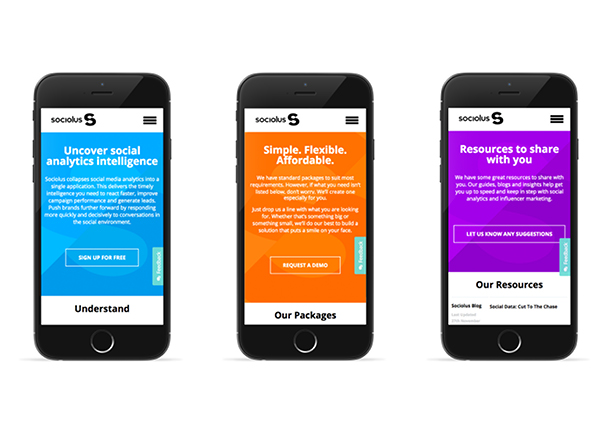 sociolus S
Uncover social
analytics intelligence
Sociolus collapses social media analytics into a
single application. This delivers the timely
intelligence you need to react faster, improve
campaign performance and generate leads.
Push brands further forward by responding
more quickly and decisively to conversations in
the social environment.
SIGN UP FOR FREE
Feedback
Understand
sociolus S
Simple. Flexible.
Affordable.
We have standard packages to suit most
requirements. However, if what you need isn't
listed below, don't worry. We'll create one
especially for you.
Just drop us a line with what you are looking
for. Whether that's something big or
something small, we'll do our best to build a
solution that puts a smile on your face.
REQUEST A DEMO
Feedback
Our Packages
sociolus S
Resources to share
with you
We have some great resources to share with
you. Our guides, blogs and insights help get
you up to speed and keep in step with social
analytics and influencer marketing.
LET US KNOW ANY SUGGESTIONS
Feedback
Our Resources
Sociolus Blog
Social Data: Cut To The Chase
Last Updated
27th November